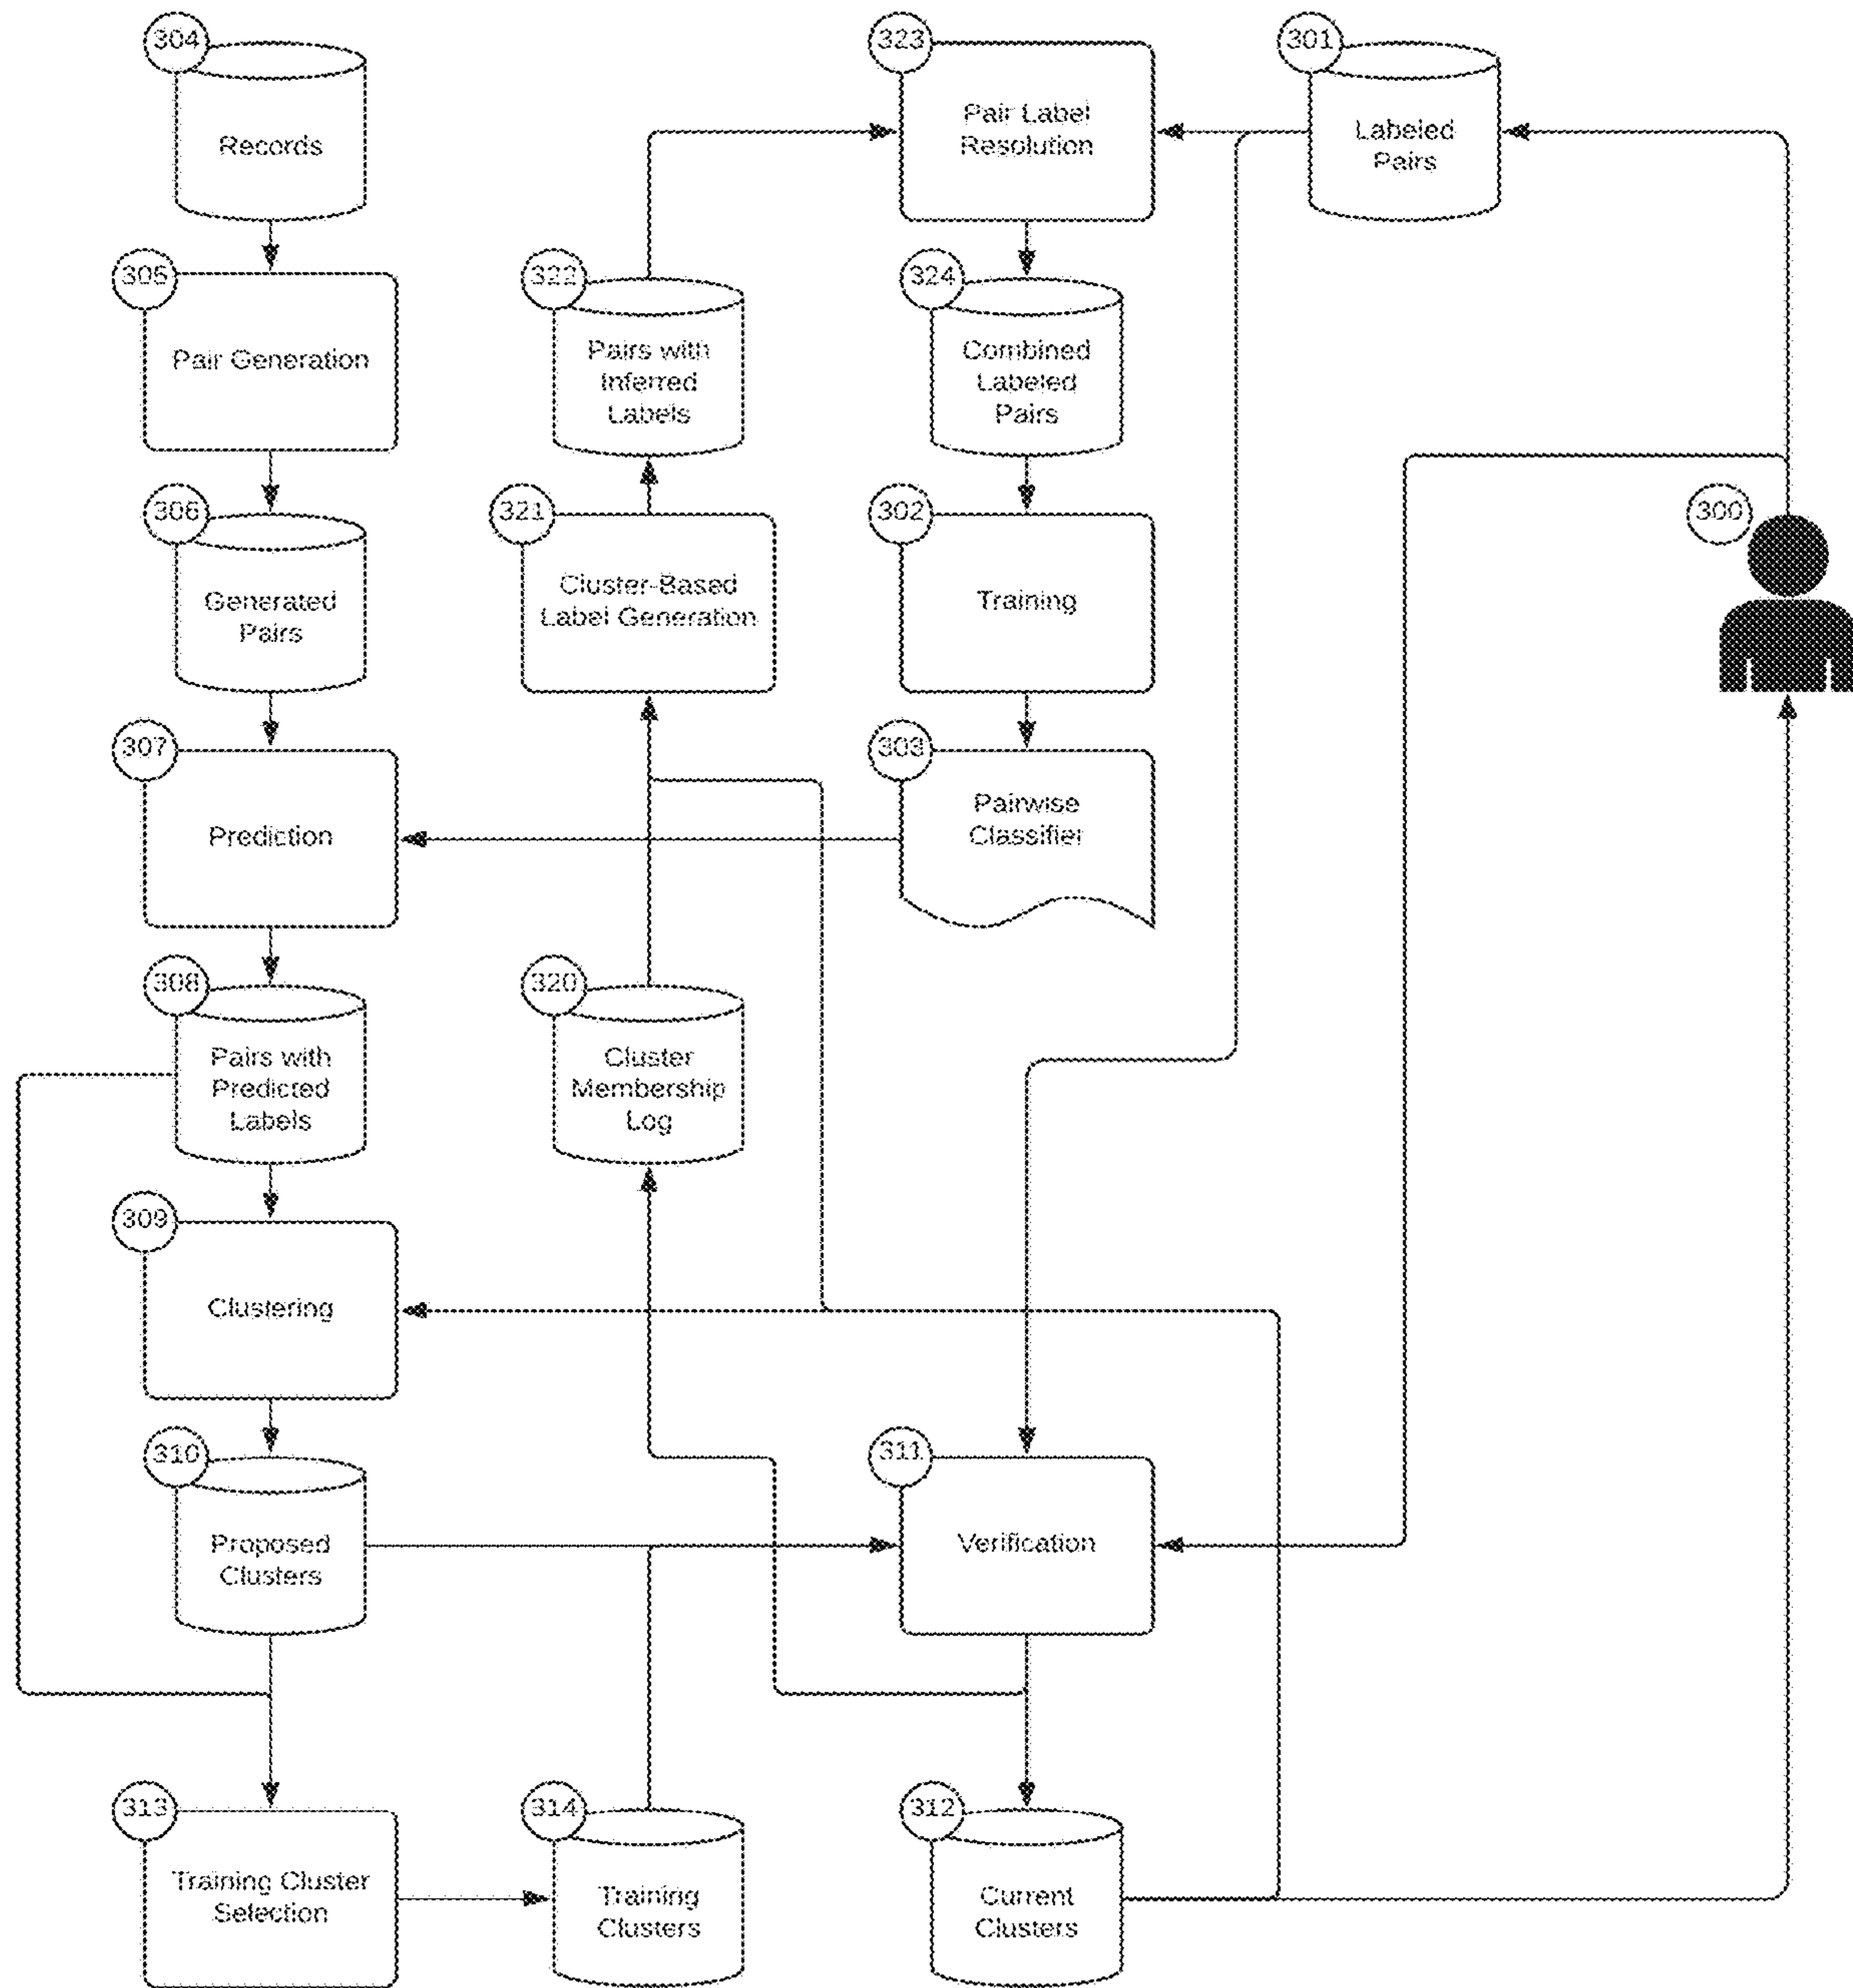 304
Records
323
Pair Label
Resolution
301
Labeled
Pairs
305
Pair Generation
322
Pairs with
Inferred
Labels
324
Combined
Labeled
Pairs
306
Generated
Pairs
321
Cluster-Based
Label Generation
302
Training
300
307
Prediction
303
Pairwise
Classifier
308
Pairs with
Predicted
Labels
320
Cluster
Membership
Log
309
Clustering
310
Proposed
Clusters
311
Verification
313
Training Cluster
Selection
314
Training
Clusters
312
Current
Clusters